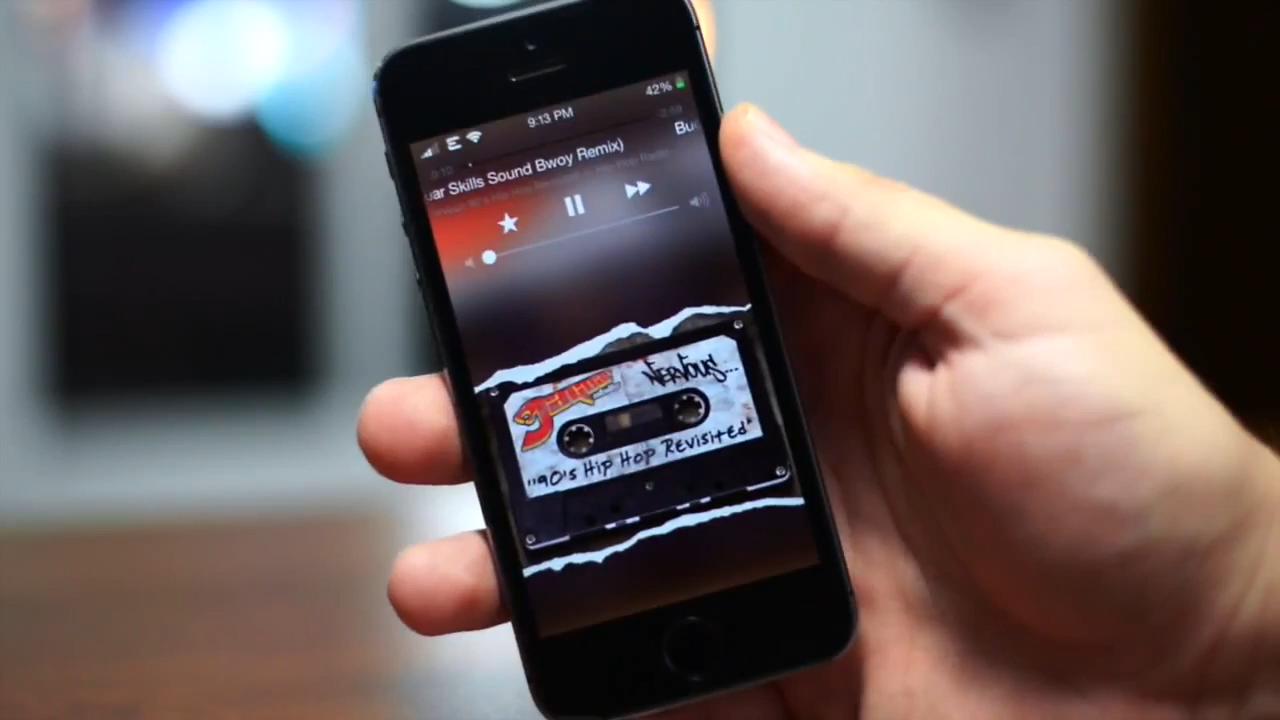 E 9:13 PM 42%
uar Skills Sound Bwoy Remix) Bu
NERVOUS...
"90's Hip Hop Revisited"